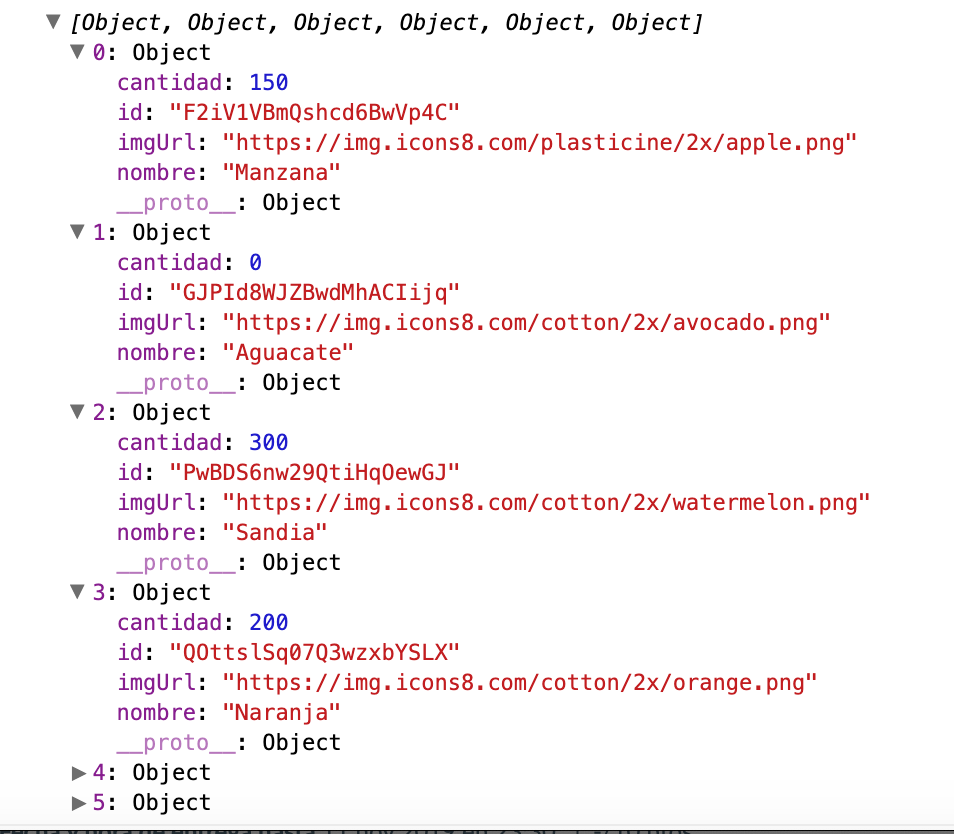 ▼ [Object, Object, Object, Object, Object, Object]
▼ 0: Object
cantidad: 150
id: "F2iV1VBmQshcd6BwVp4C"
imgUrl: "https://img.icons8.com/plasticine/2x/apple.png"
nombre: "Manzana"
__proto__: Object
▼ 1: Object
cantidad: 0
id: "GJPId8WJZBwdMhACIijq"
imgUrl: "https://img.icons8.com/cotton/2x/avocado.png"
nombre: "Aguacate"
__proto__: Object
▼ 2: Object
cantidad: 300
id: "PwBDS6nw29QtiHqOewGJ"
imgUrl: "https://img.icons8.com/cotton/2x/watermelon.png"
nombre: "Sandia"
__proto__: Object
▼ 3: Object
cantidad: 200
id: "QOttslSq07Q3wzxbYSLX"
imgUrl: "https://img.icons8.com/cotton/2x/orange.png"
nombre: "Naranja"
__proto__: Object
▶ 4: Object
▶ 5: Object